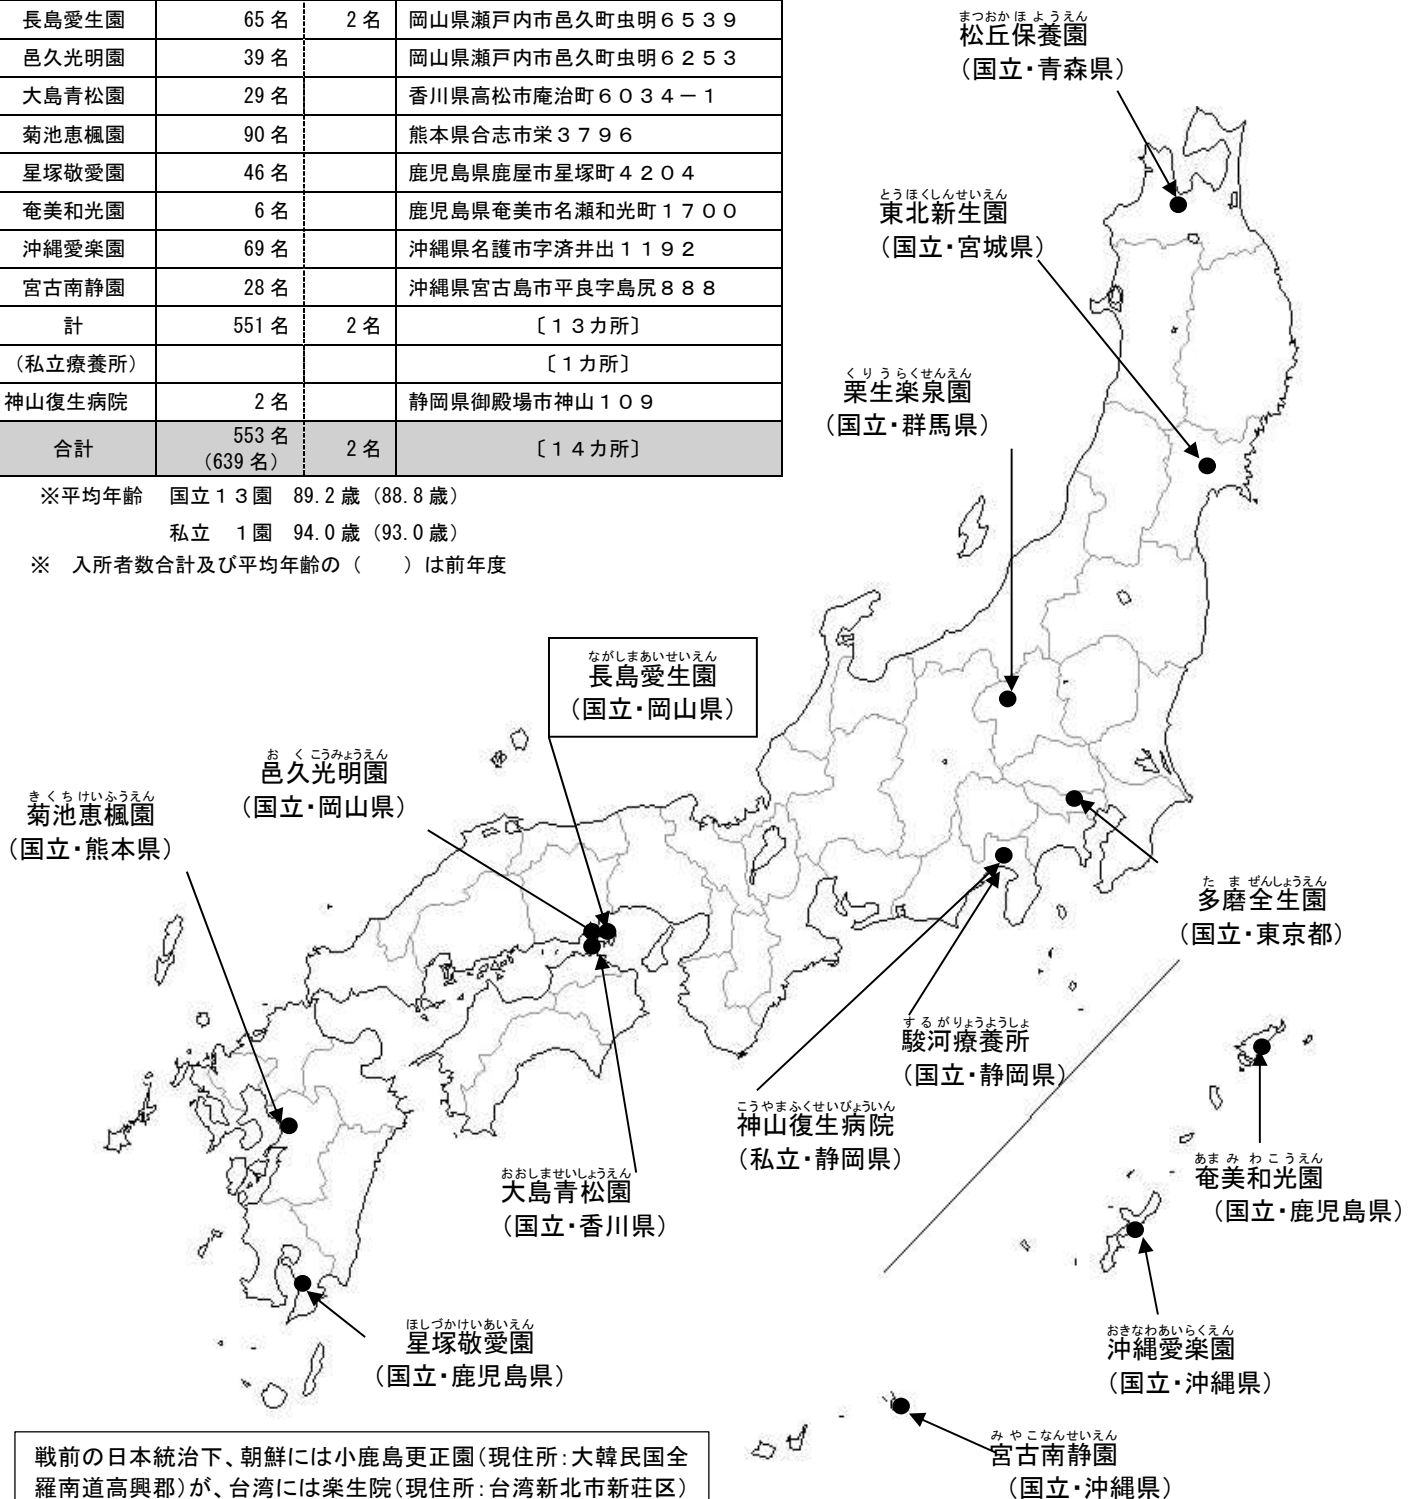 長島愛生園 65名 2名 岡山県瀬戸内市邑久町虫明6539
邑久光明園 39名 岡山県瀬戸内市邑久町虫明6253
大島青松園 29名 香川県高松市庵治町6034－1
菊池恵楓園 90名 熊本県合志市栄3796
星塚敬愛園 46名 鹿児島県鹿屋市星塚町4204
奄美和光園 6名 鹿児島県奄美市名瀬和光町1700
沖縄愛楽園 69名 沖縄県名護市字済井出1192
宮古南静園 28名 沖縄県宮古島市平良字島尻888
計 551名 2名 〔13カ所〕
（私立療養所） 〔1カ所〕
神山復生病院 2名 静岡県御殿場市神山109
合計 553名 2名 〔14カ所〕
(639名)
※平均年齢 国立13園 89.2歳（88.8歳）
私立 1園 94.0歳（93.0歳）
※ 入所者数合計及び平均年齢の（ ）は前年度
まつおかほようえん
松丘保養園
（国立・青森県）
とうほくしんせいえん
東北新生園
（国立・宮城県）
くりうらくせんえん
栗生楽泉園
（国立・群馬県）
ながしまあいせいえん
長島愛生園
（国立・岡山県）
おくこうみょうえん
邑久光明園
（国立・岡山県）
きくちけいふうえん
菊池恵楓園
（国立・熊本県）
たまぜんしょうえん
多磨全生園
（国立・東京都）
するがりょうようしょ
駿河療養所
（国立・静岡県）
こうやまふくせいびょういん
神山復生病院
（私立・静岡県）
おおしませいしょうえん
大島青松園
（国立・香川県）
あまみわこうえん
奄美和光園
（国立・鹿児島県）
ほしづかけいあいえん
星塚敬愛園
（国立・鹿児島県）
おきなわあいらくえん
沖縄愛楽園
（国立・沖縄県）
みやこなんせいえん
宮古南静園
（国立・沖縄県）
戦前の日本統治下、朝鮮には小鹿島更正園（現住所：大韓民国全
羅南道高興郡）が、台湾には楽生院（現住所：台湾新北市新荘区）